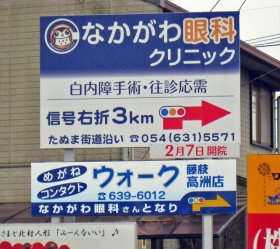 なかがわ眼科
クリニック
白内障手術・往診応需
信号右折3km
たぬま街道沿い ☎054(631)5571
2月7日開院
めがね
コンタクト
ウォーク
藤枝
高洲店
☎639-6012
なかがわ眼科さんとなり